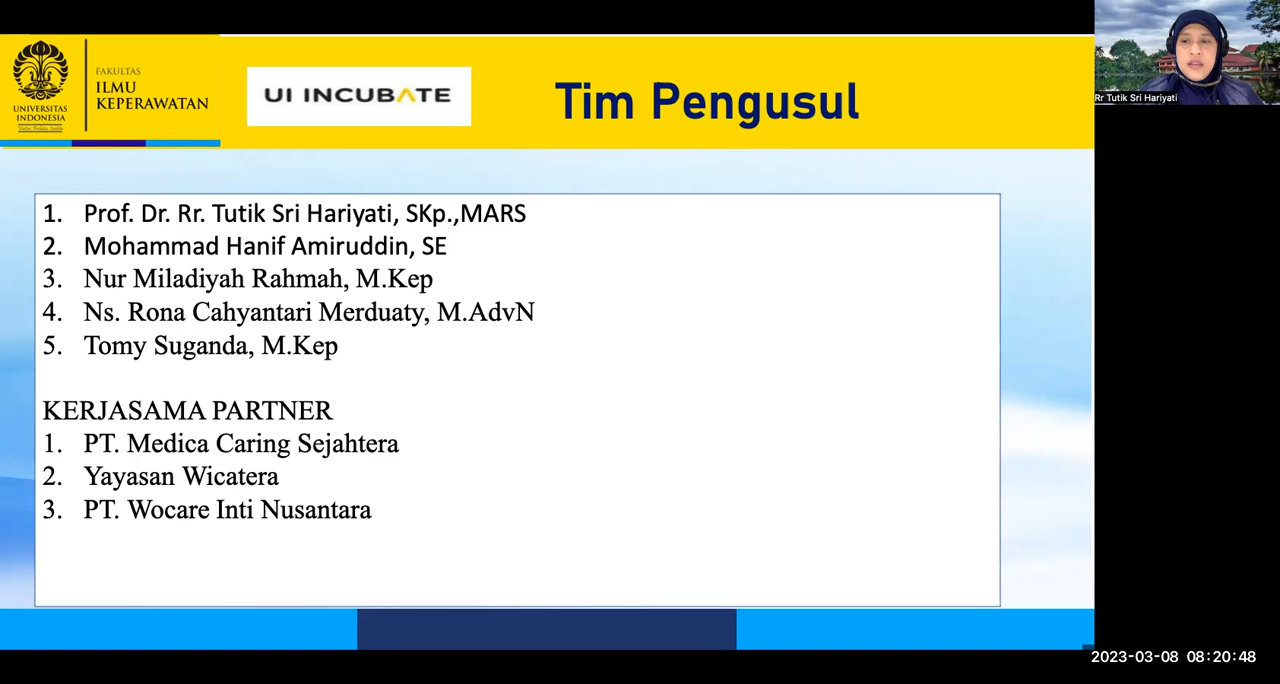 UNIVERSITAS
INDONESIA
FAKULTAS
ILMU
KEPERAWATAN
UI INCUBATE
Tim Pengusul
Rr Tutik Sri Hariyati
1. Prof. Dr. Rr. Tutik Sri Hariyati, SKp.,MARS
2. Mohammad Hanif Amiruddin, SE
3. Nur Miladiyah Rahmah, M.Kep
4. Ns. Rona Cahyantari Merduaty, M.AdvN
5. Tomy Suganda, M.Kep
KERJASAMA PARTNER
1. PT. Medica Caring Sejahtera
2. Yayasan Wicatera
3. PT. Wocare Inti Nusantara
2023-03-08 08:20:48